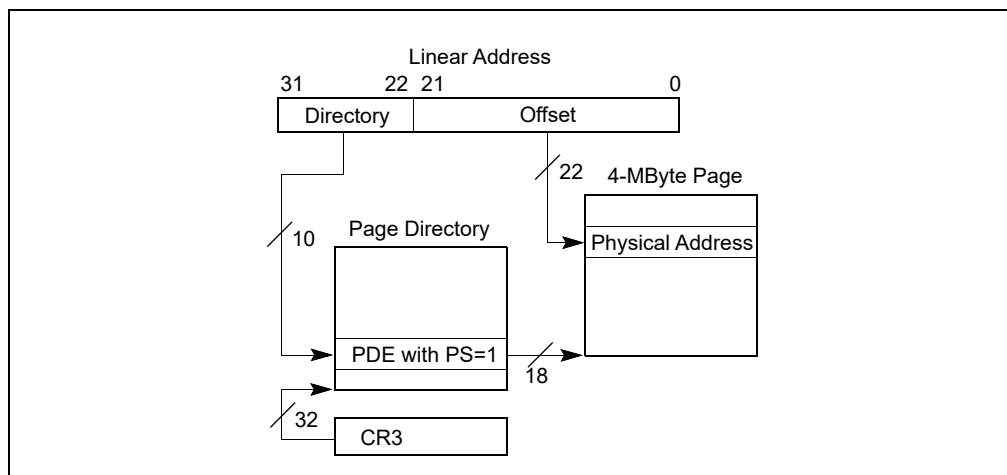 Linear Address
31 22 21 0
Directory Offset
22
4-MByte Page
10
Page Directory
Physical Address
PDE with PS=1
18
32
CR3